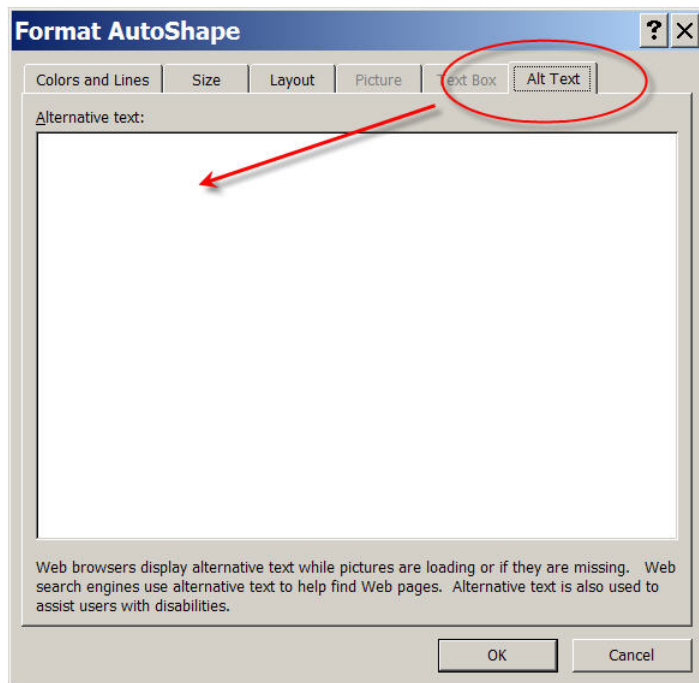 Format AutoShape ? ×
Colors and Lines Size Layout Picture Text Box Alt Text
Alternative text:
Web browsers display alternative text while pictures are loading or if they are missing. Web
search engines use alternative text to help find Web pages. Alternative text is also used to
assist users with disabilities.
OK Cancel